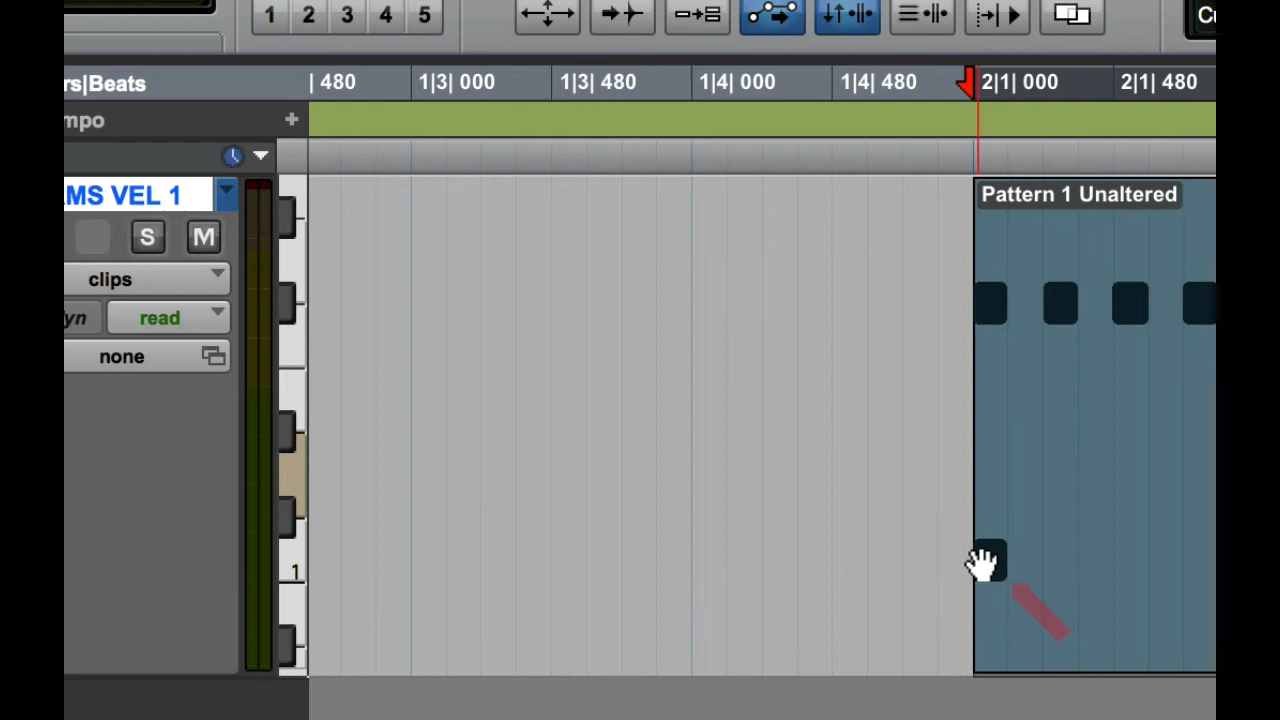 1 2 3 4 5
Cu
rs|Beats | 480 1|3| 000 1|3| 480 1|4| 000 1|4| 480 2|1| 000 2|1| 480
mpo +
MS VEL 1
Pattern 1 Unaltered
S M
clips
yn read
none
1